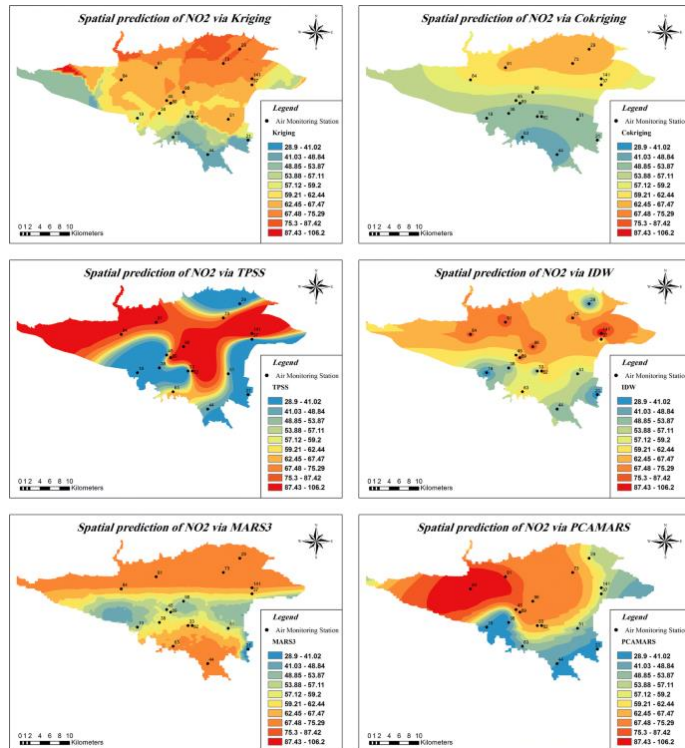 Spatial prediction of NO2 via Kriging
Legend
Air Monitoring Station
Kriging
28.9 - 41.02
41.03 - 48.84
48.85 - 53.87
53.88 - 57.11
57.12 - 59.2
59.21 - 62.44
62.45 - 67.47
67.48 - 75.29
75.3 - 87.42
87.43 - 106.2
0 1 2 4 6 8 10
Kilometers
Spatial prediction of NO2 via Cokriging
Legend
Air Monitoring Station
Cokriging
28.9 - 41.02
41.03 - 48.84
48.85 - 53.87
53.88 - 57.11
57.12 - 59.2
59.21 - 62.44
62.45 - 67.47
67.48 - 75.29
75.3 - 87.42
87.43 - 106.2
0 1 2 4 6 8 10
Kilometers
Spatial prediction of NO2 via TPSS
Legend
Air Monitoring Station
TPSS
28.9 - 41.02
41.03 - 48.84
48.85 - 53.87
53.88 - 57.11
57.12 - 59.2
59.21 - 62.44
62.45 - 67.47
67.48 - 75.29
75.3 - 87.42
87.43 - 106.2
0 1 2 4 6 8 10
Kilometers
Spatial prediction of NO2 via IDW
Legend
Air Monitoring Station
IDW
28.9 - 41.02
41.03 - 48.84
48.85 - 53.87
53.88 - 57.11
57.12 - 59.2
59.21 - 62.44
62.45 - 67.47
67.48 - 75.29
75.3 - 87.42
87.43 - 106.2
0 1 2 4 6 8 10
Kilometers
Spatial prediction of NO2 via MARS3
Legend
Air Monitoring Station
MARS3
28.9 - 41.02
41.03 - 48.84
48.85 - 53.87
53.88 - 57.11
57.12 - 59.2
59.21 - 62.44
62.45 - 67.47
67.48 - 75.29
75.3 - 87.42
87.43 - 106.2
0 1 2 4 6 8 10
Kilometers
Spatial prediction of NO2 via PCAMARS
Legend
Air Monitoring Station
PCAMARS
28.9 - 41.02
41.03 - 48.84
48.85 - 53.87
53.88 - 57.11
57.12 - 59.2
59.21 - 62.44
62.45 - 67.47
67.48 - 75.29
75.3 - 87.42
87.43 - 106.2
0 1 2 4 6 8 10
Kilometers